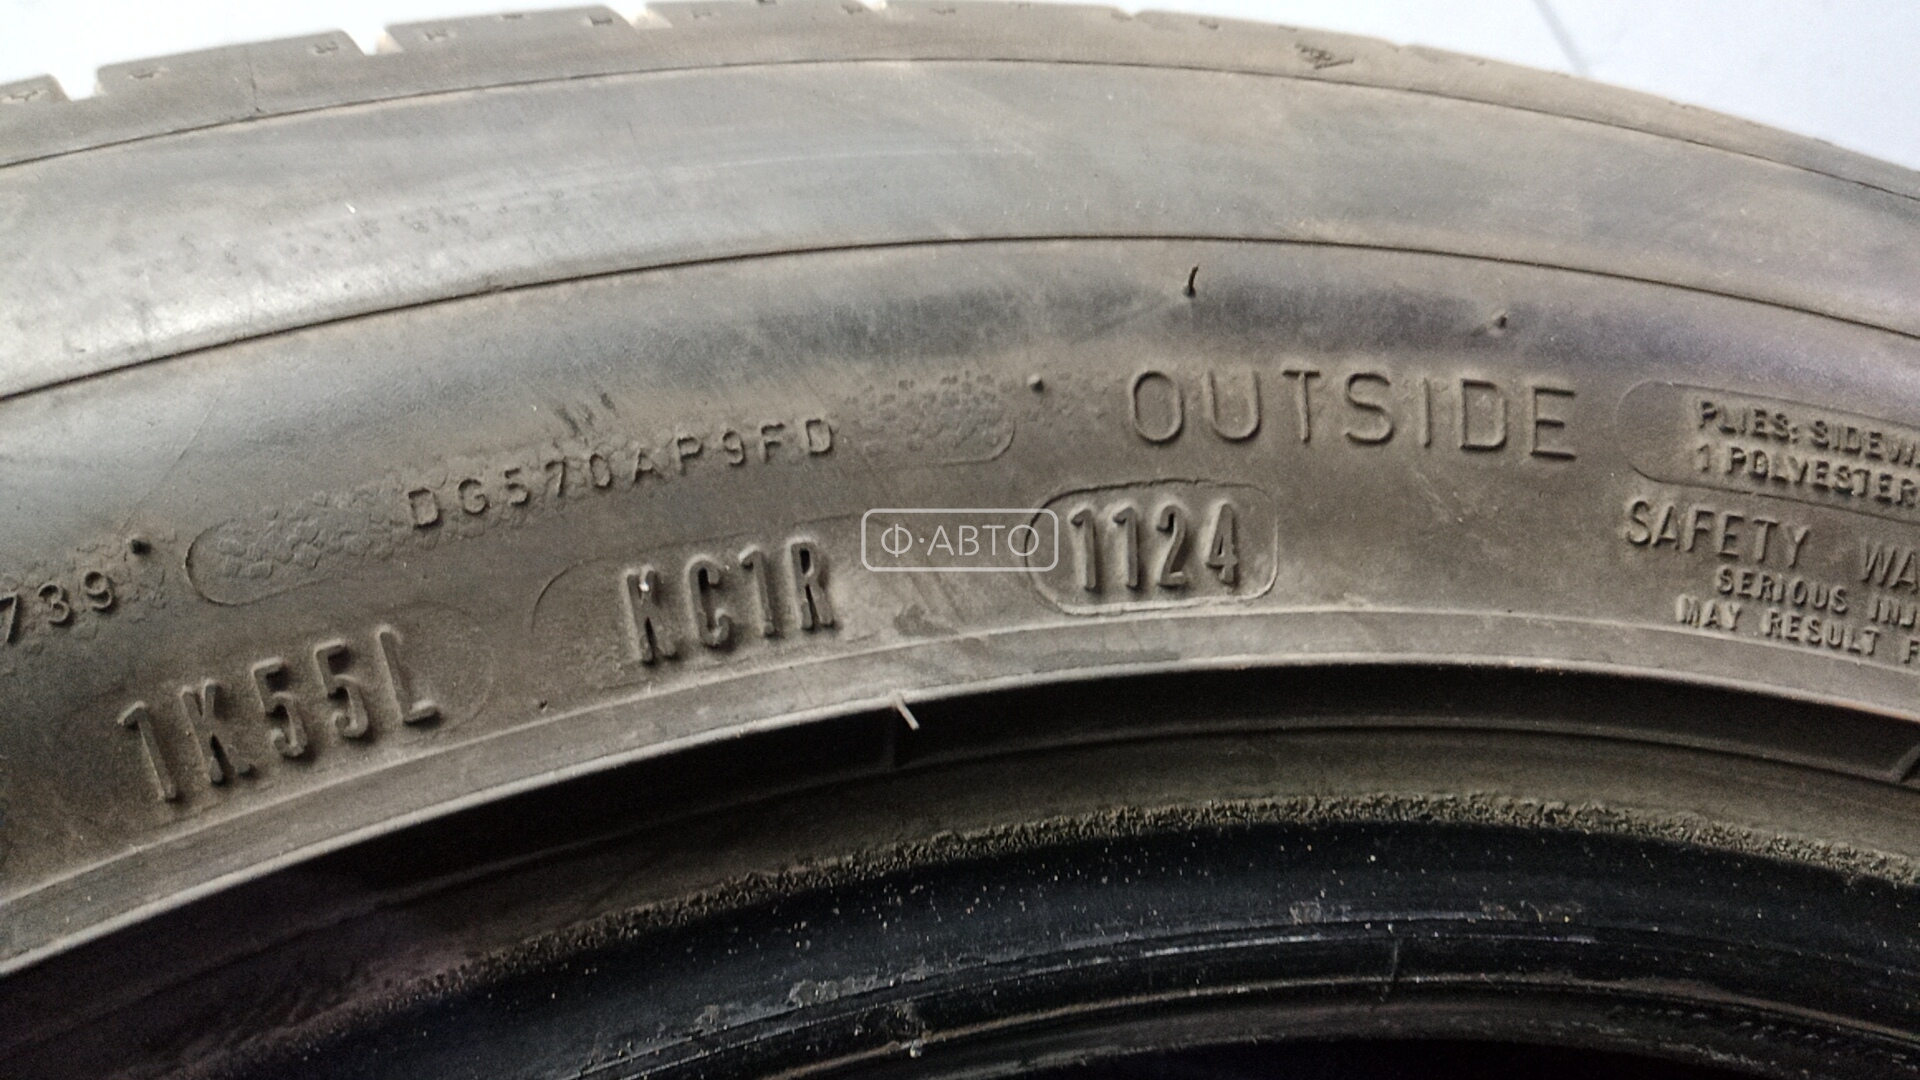 739
DG570AP9FD
OUTSIDE
PLIES: SIDEW
1 POLYESTER
1K55L
KC1R
Ф·АВТО
1124
SAFETY WA
SERIOUS INJ
MAY RESULT F